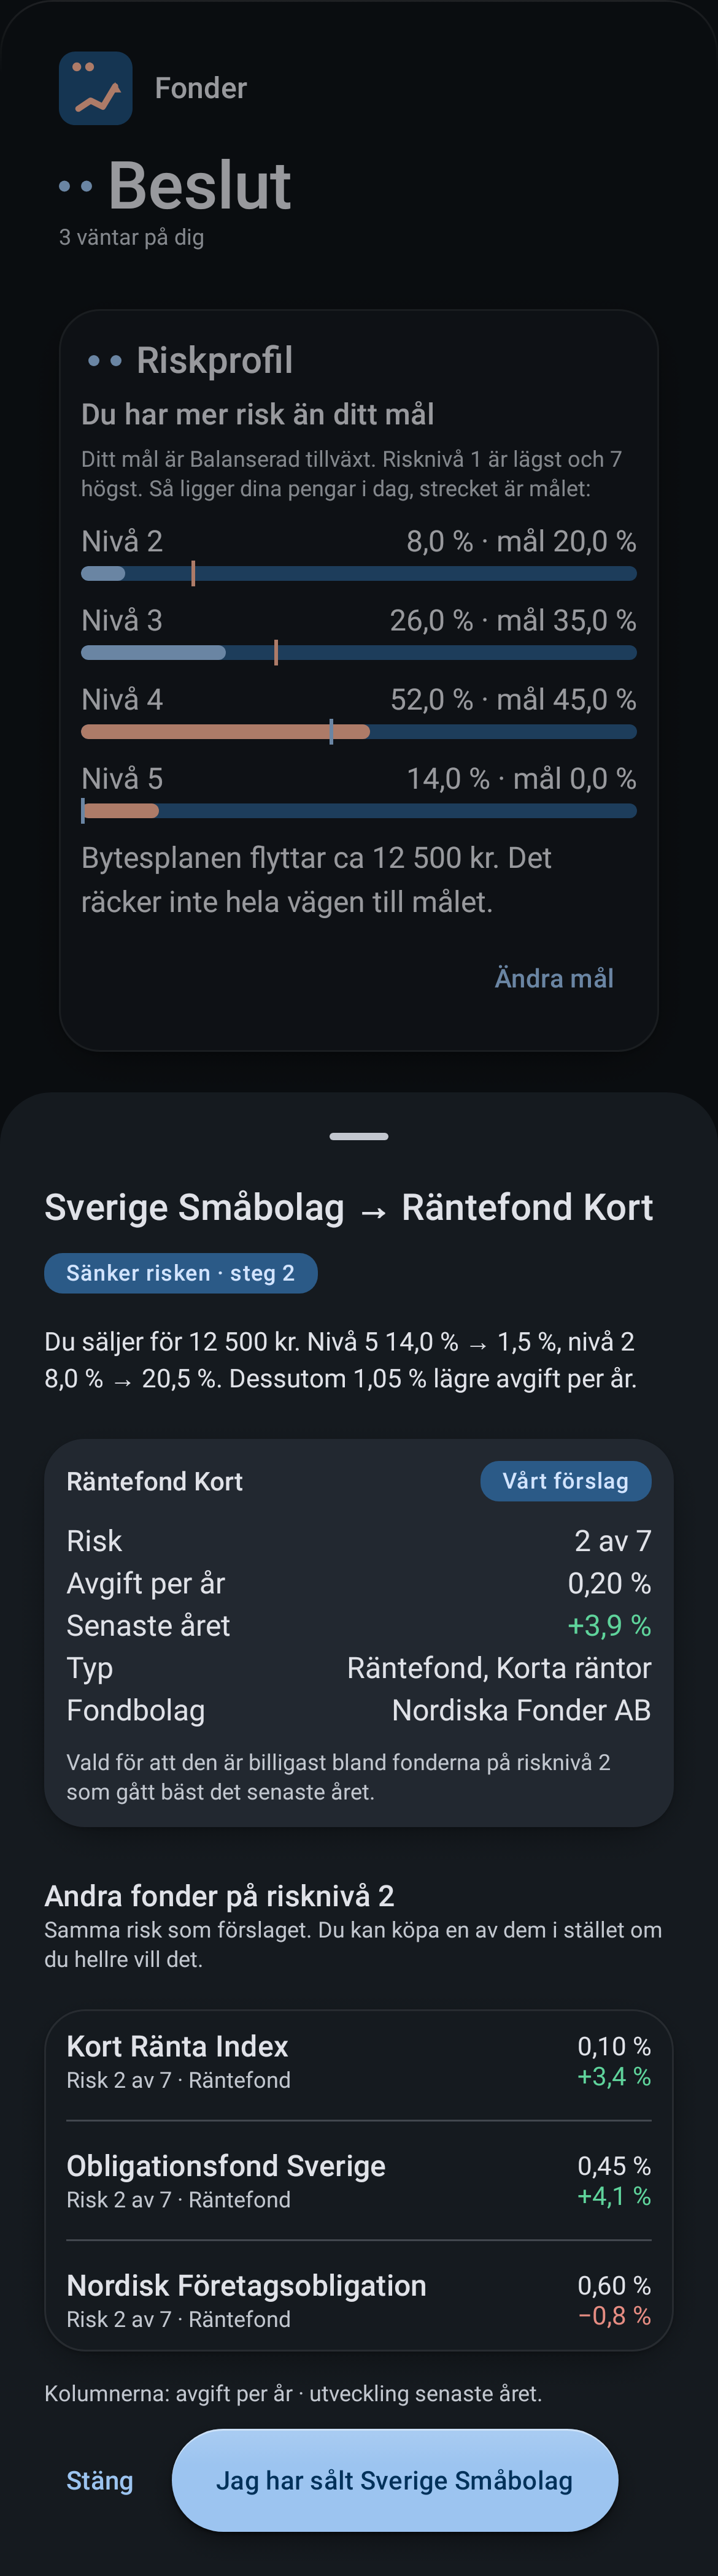 Fonder
Beslut
3 väntar på dig
Riskprofil
Du har mer risk än ditt mål
Ditt mål är Balanserad tillväxt. Risknivå 1 är lägst och 7
högst. Så ligger dina pengar i dag, strecket är målet:
Nivå 2 8,0 % · mål 20,0 %
Nivå 3 26,0 % · mål 35,0 %
Nivå 4 52,0 % · mål 45,0 %
Nivå 5 14,0 % · mål 0,0 %
Bytesplanen flyttar ca 12 500 kr. Det
räcker inte hela vägen till målet.
Ändra mål
Sverige Småbolag → Räntefond Kort
Sänker risken · steg 2
Du säljer för 12 500 kr. Nivå 5 14,0 % → 1,5 %, nivå 2
8,0 % → 20,5 %. Dessutom 1,05 % lägre avgift per år.
Räntefond Kort Vårt förslag
Risk 2 av 7
Avgift per år 0,20 %
Senaste året +3,9 %
Typ Räntefond, Korta räntor
Fondbolag Nordiska Fonder AB
Vald för att den är billigast bland fonderna på risknivå 2
som gått bäst det senaste året.
Andra fonder på risknivå 2
Samma risk som förslaget. Du kan köpa en av dem i stället om
du hellre vill det.
Kort Ränta Index 0,10 %
Risk 2 av 7 · Räntefond +3,4 %
Obligationsfond Sverige 0,45 %
Risk 2 av 7 · Räntefond +4,1 %
Nordisk Företagsobligation 0,60 %
Risk 2 av 7 · Räntefond −0,8 %
Kolumnerna: avgift per år · utveckling senaste året.
Stäng Jag har sålt Sverige Småbolag